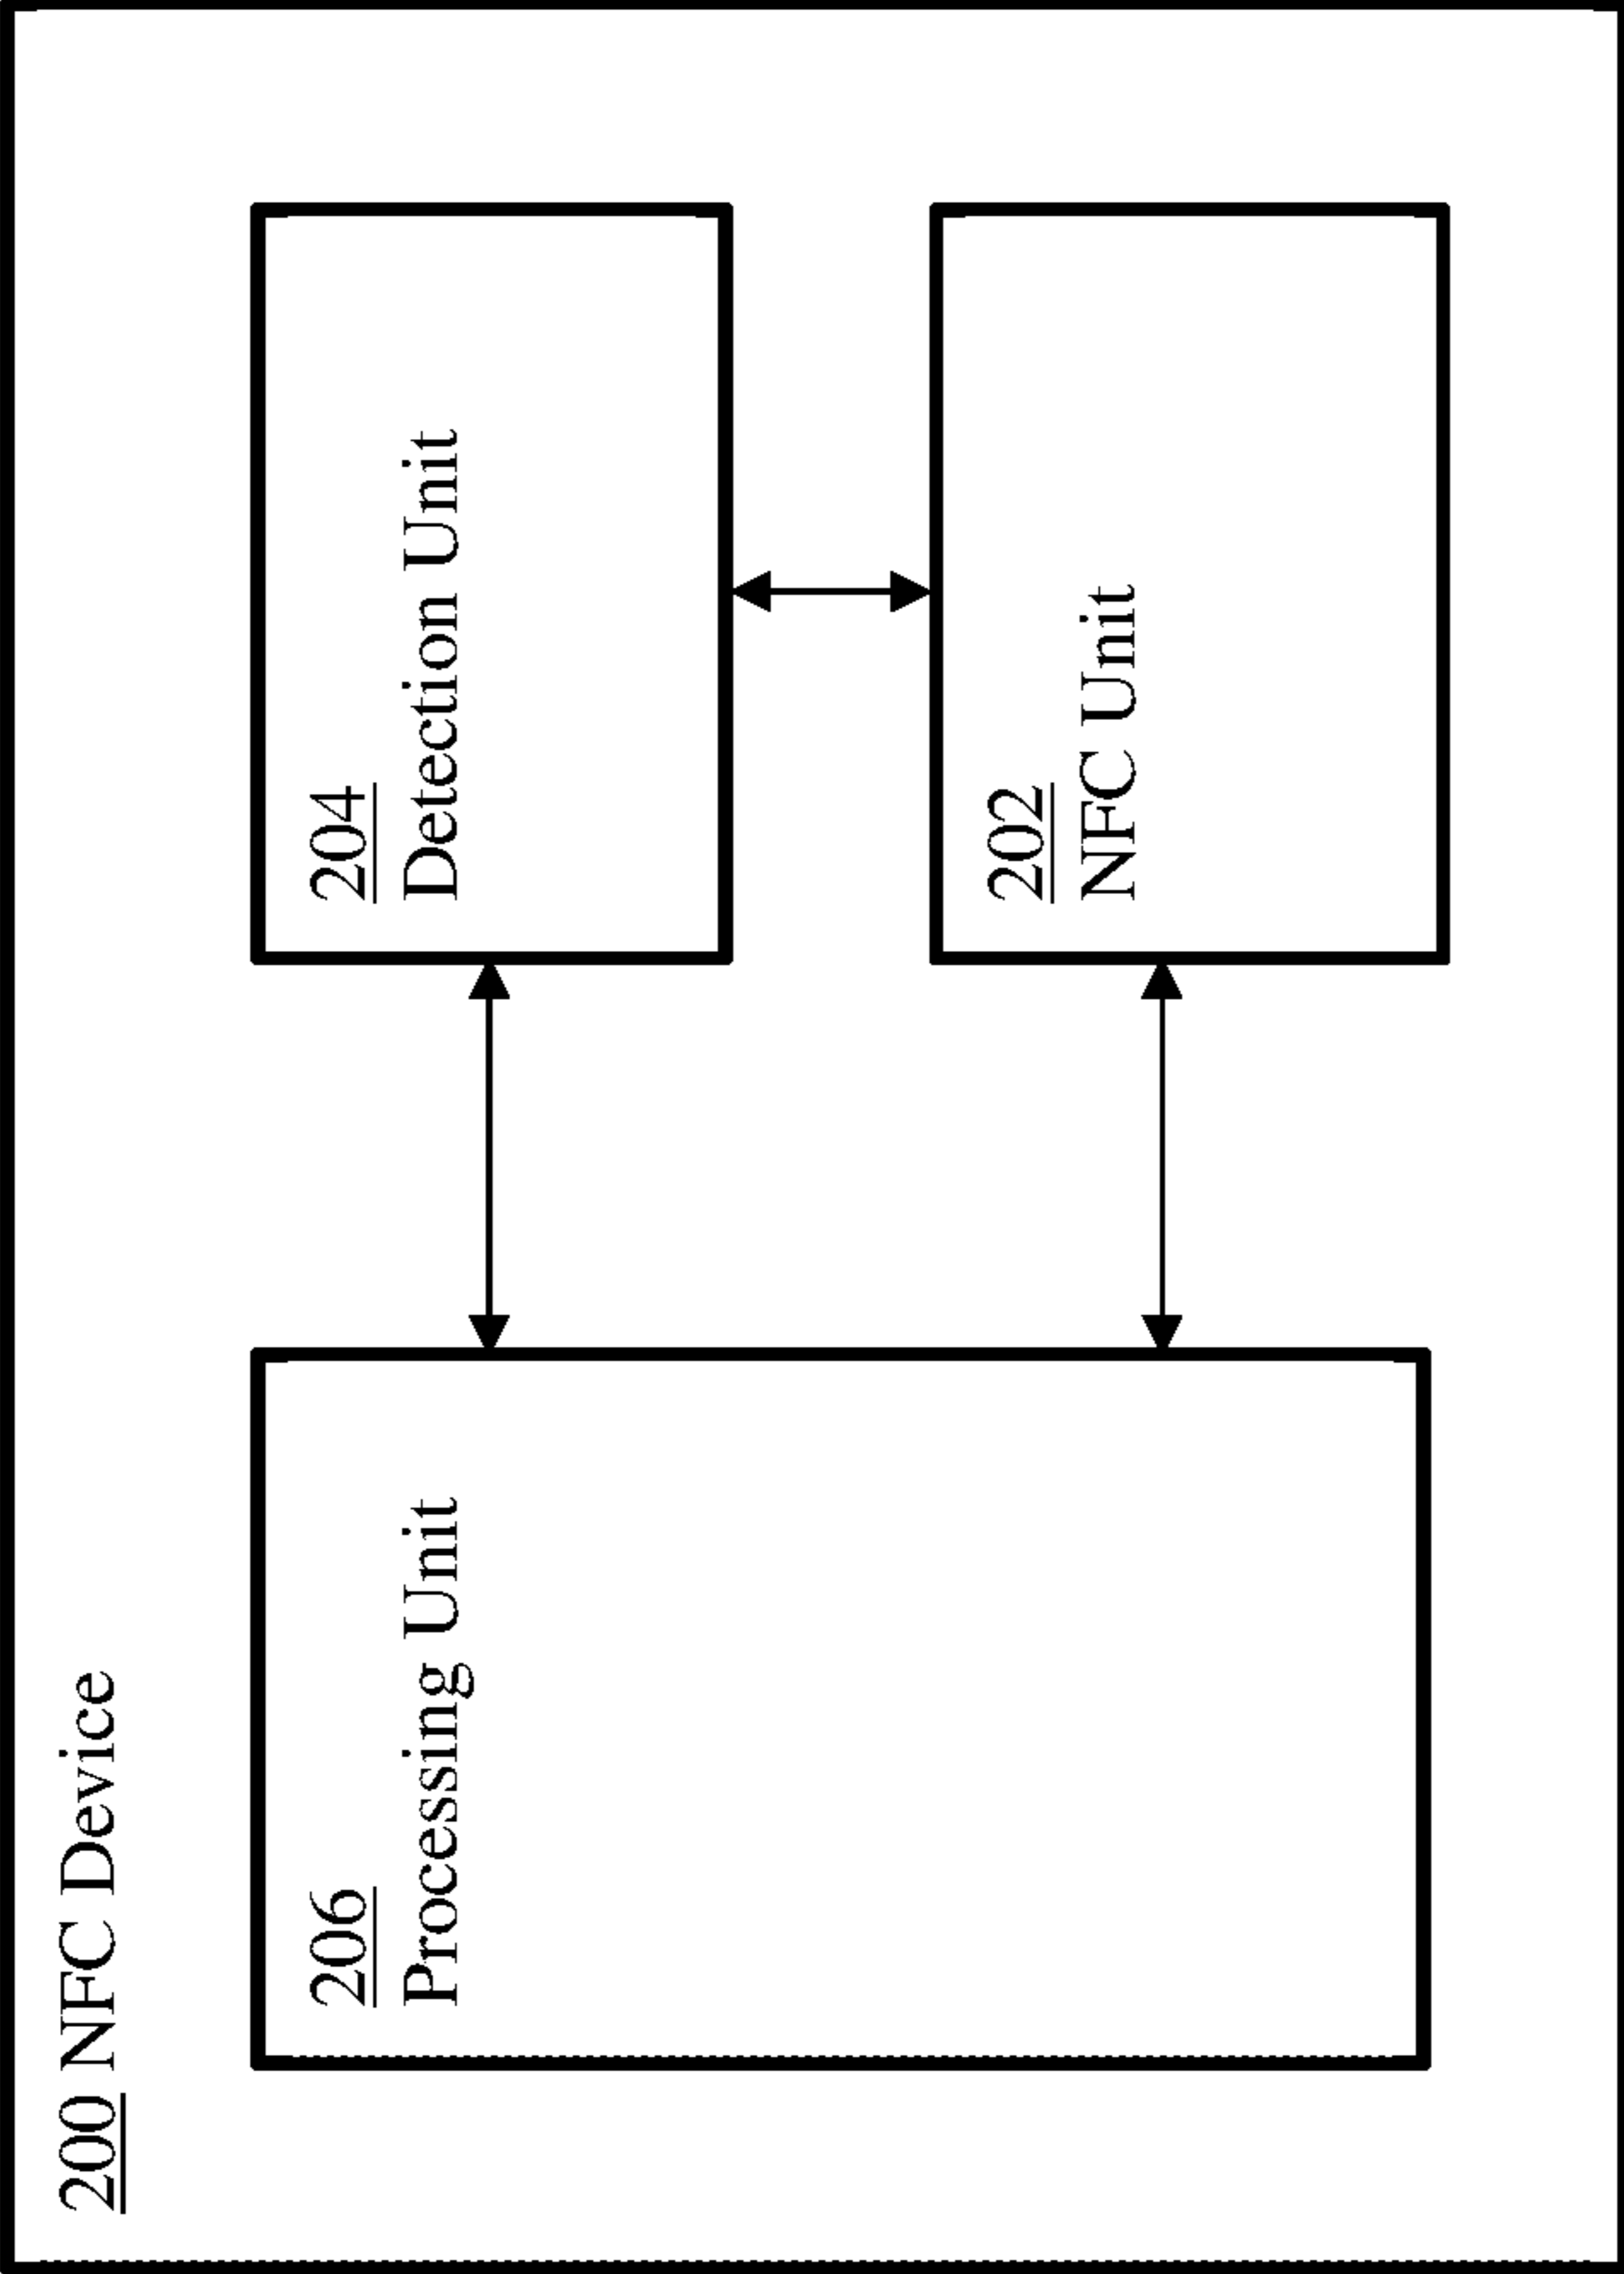 200 NFC Device
206
Processing Unit
204
Detection Unit
202
NFC Unit